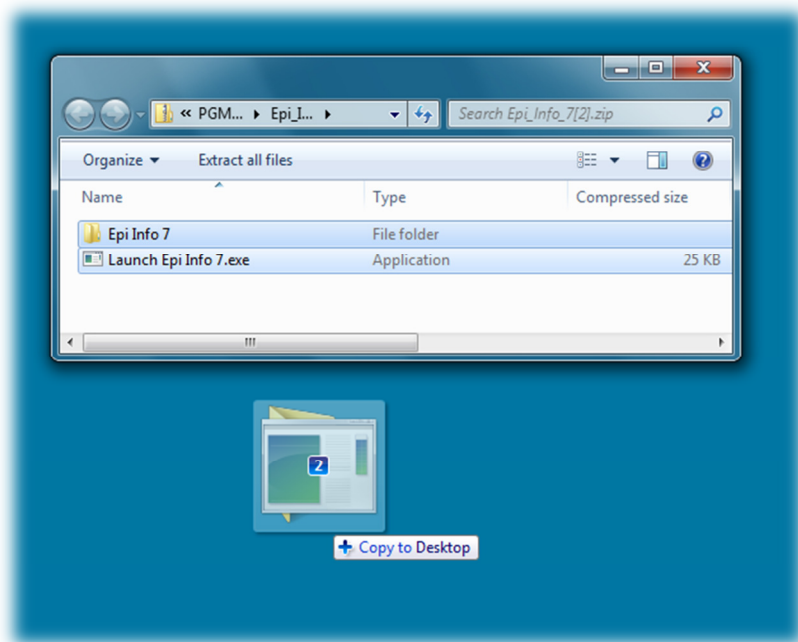 « PGM... ▸ Epi_I... ▸ Search Epi_Info_7[2].zip
Organize Extract all files
Name Type Compressed size
Epi Info 7 File folder
Launch Epi Info 7.exe Application 25 KB
2
Copy to Desktop